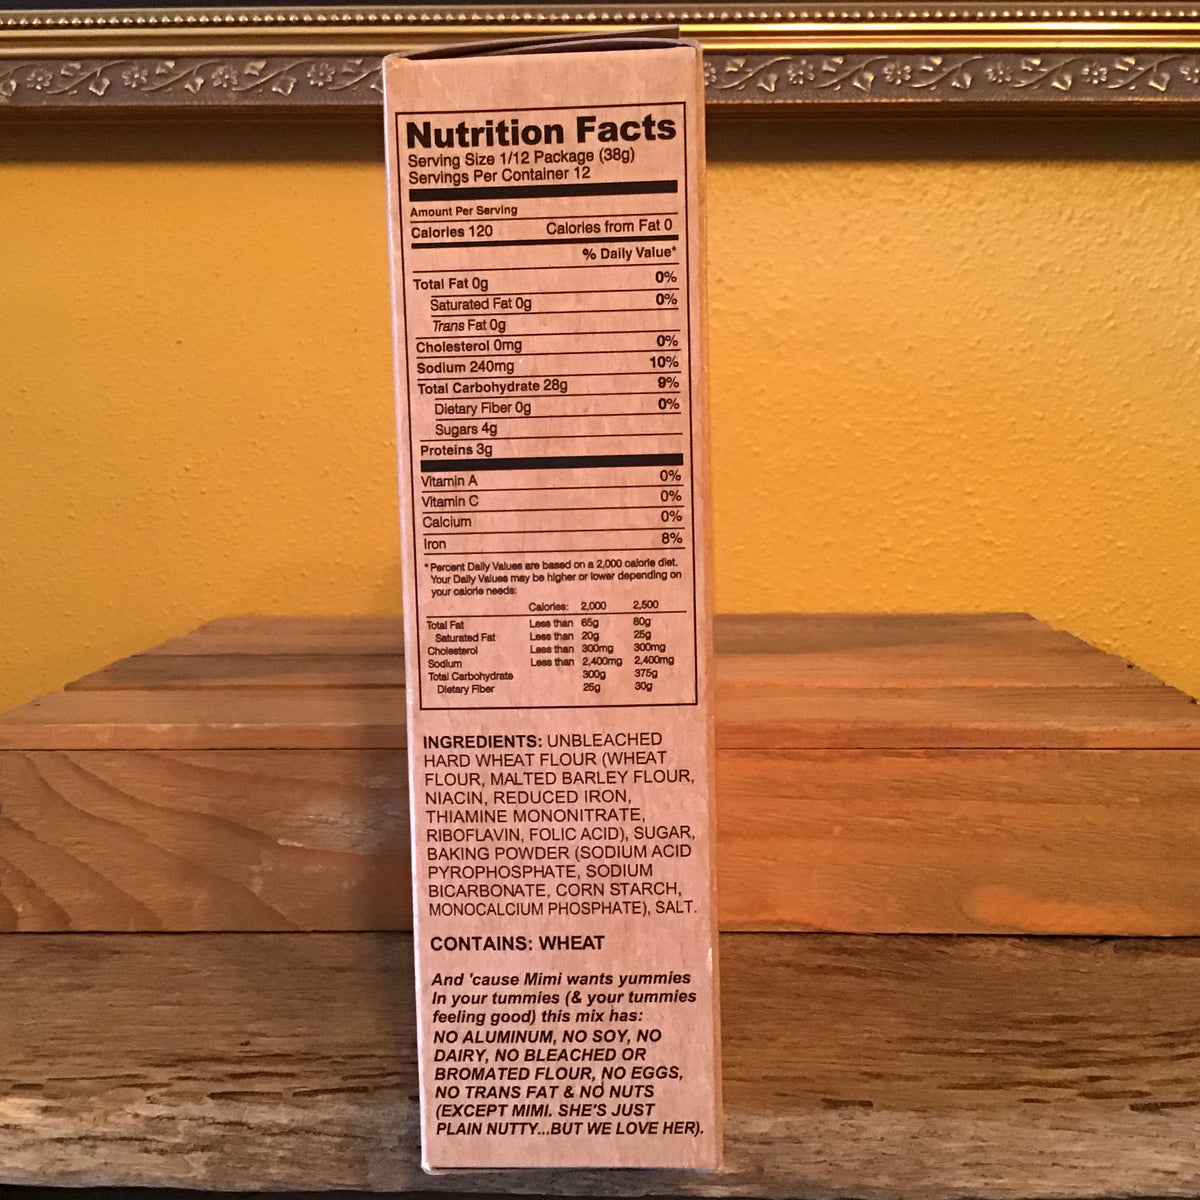 Nutrition Facts
Serving Size 1/12 Package (38g)
Servings Per Container 12
Amount Per Serving
Calories 120 Calories from Fat 0
% Daily Value*
Total Fat 0g 0%
Saturated Fat 0g 0%
Trans Fat 0g
Cholesterol 0mg 0%
Sodium 240mg 10%
Total Carbohydrate 28g 9%
Dietary Fiber 0g 0%
Sugars 4g
Proteins 3g
Vitamin A 0%
Vitamin C 0%
Calcium 0%
Iron 8%
*Percent Daily Values are based on a 2,000 calorie diet.
Your Daily Values may be higher or lower depending on
your calorie needs:
Calories: 2,000 2,500
Total Fat Less than 65g 80g
Saturated Fat Less than 20g 25g
Cholesterol Less than 300mg 300mg
Sodium Less than 2,400mg 2,400mg
Total Carbohydrate 300g 375g
Dietary Fiber 25g 30g
INGREDIENTS: UNBLEACHED
HARD WHEAT FLOUR (WHEAT
FLOUR, MALTED BARLEY FLOUR,
NIACIN, REDUCED IRON,
THIAMINE MONONITRATE,
RIBOFLAVIN, FOLIC ACID), SUGAR,
BAKING POWDER (SODIUM ACID
PYROPHOSPHATE, SODIUM
BICARBONATE, CORN STARCH,
MONOCALCIUM PHOSPHATE), SALT.
CONTAINS: WHEAT
And 'cause Mimi wants yummies
In your tummies (& your tummies
feeling good) this mix has:
NO ALUMINUM, NO SOY, NO
DAIRY, NO BLEACHED OR
BROMATED FLOUR, NO EGGS,
NO TRANS FAT & NO NUTS
(EXCEPT MIMI. SHE'S JUST
PLAIN NUTTY...BUT WE LOVE HER).